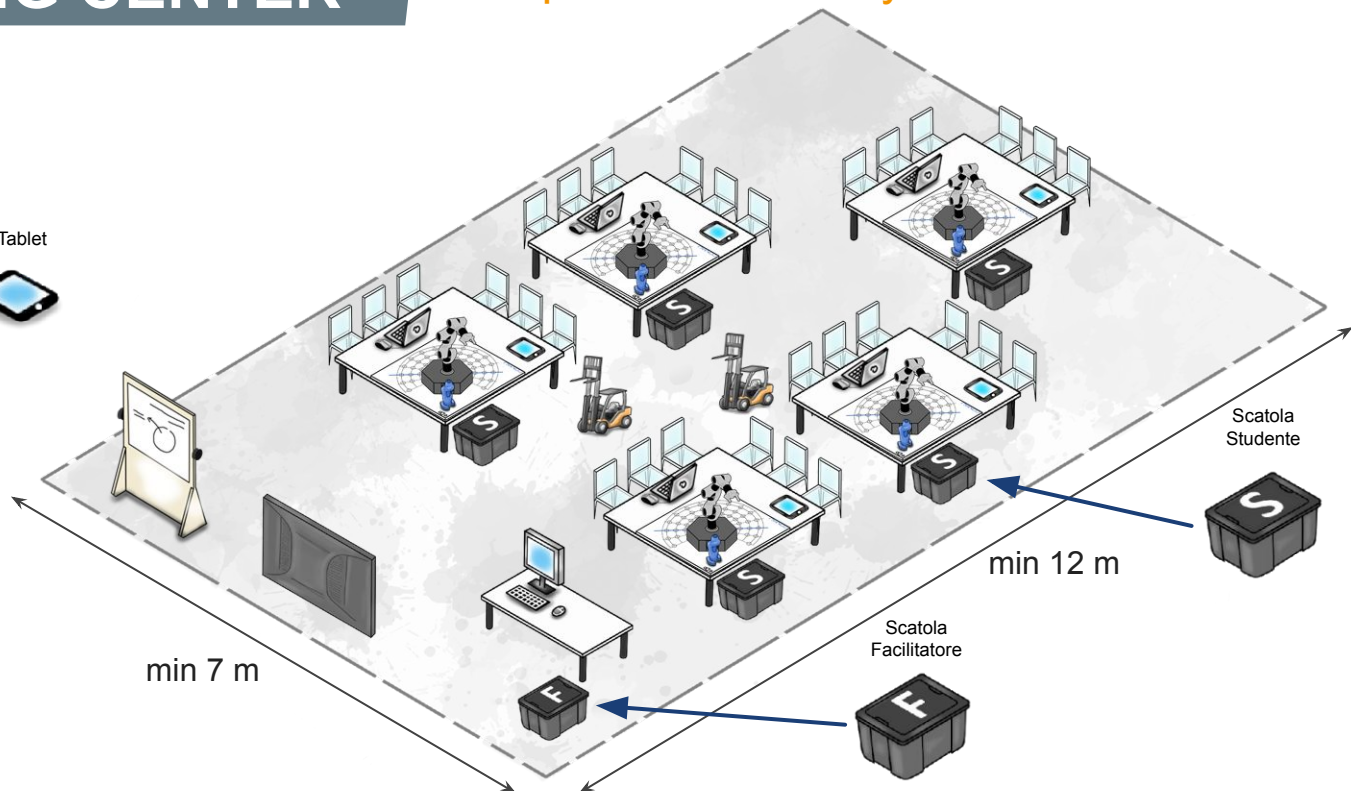 Tablet
Scatola
Studente
min 12 m
Scatola
Facilitatore
min 7 m
S
S
S
S
S
S
F
F